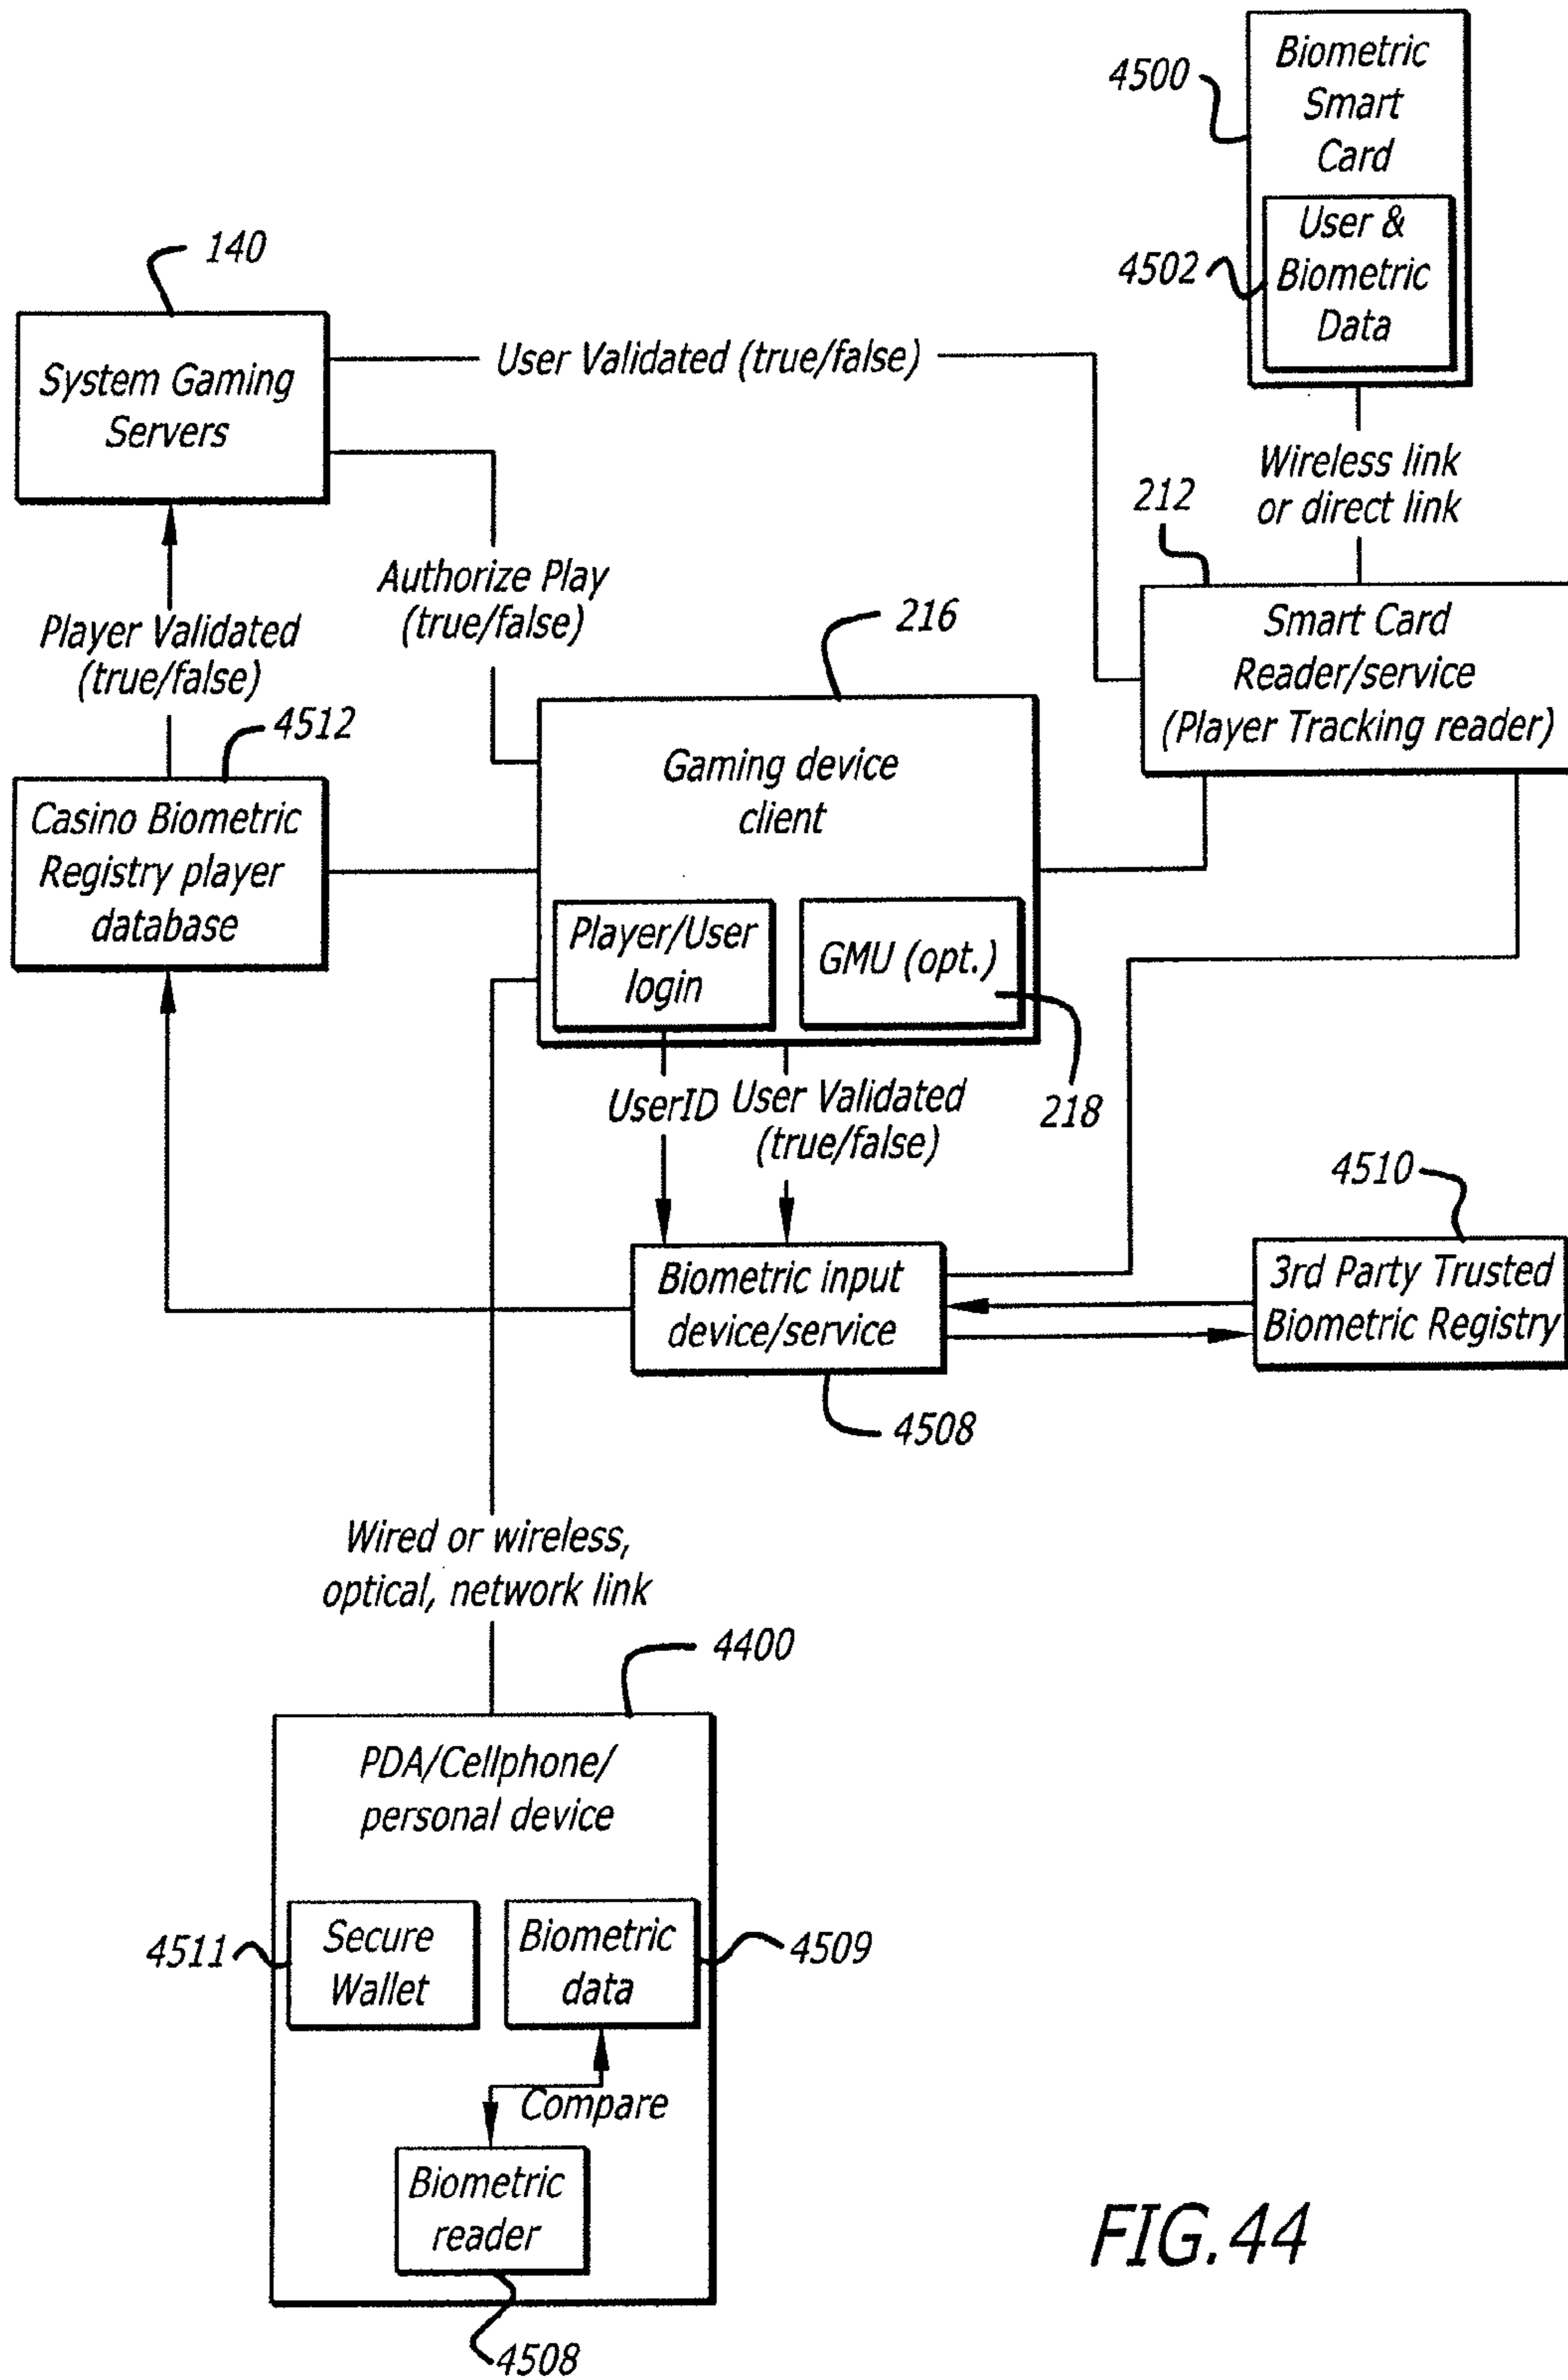 4500
Biometric
Smart
Card
4502
User &
Biometric
Data
140
System Gaming
Servers
User Validated (true/false)
Wireless link
or direct link
212
Smart Card
Reader/service
(Player Tracking reader)
Authorize Play
(true/false)
Player Validated
(true/false)
216
4512
Casino Biometric
Registry player
database
Gaming device
client
Player/User
login
GMU (opt.)
218
UserID
User Validated
(true/false)
4510
3rd Party Trusted
Biometric Registry
Biometric input
device/service
4508
Wired or wireless,
optical, network link
4400
PDA/Cellphone/
personal device
4511
Secure
Wallet
Biometric
data
4509
Compare
Biometric
reader
4508
FIG.44